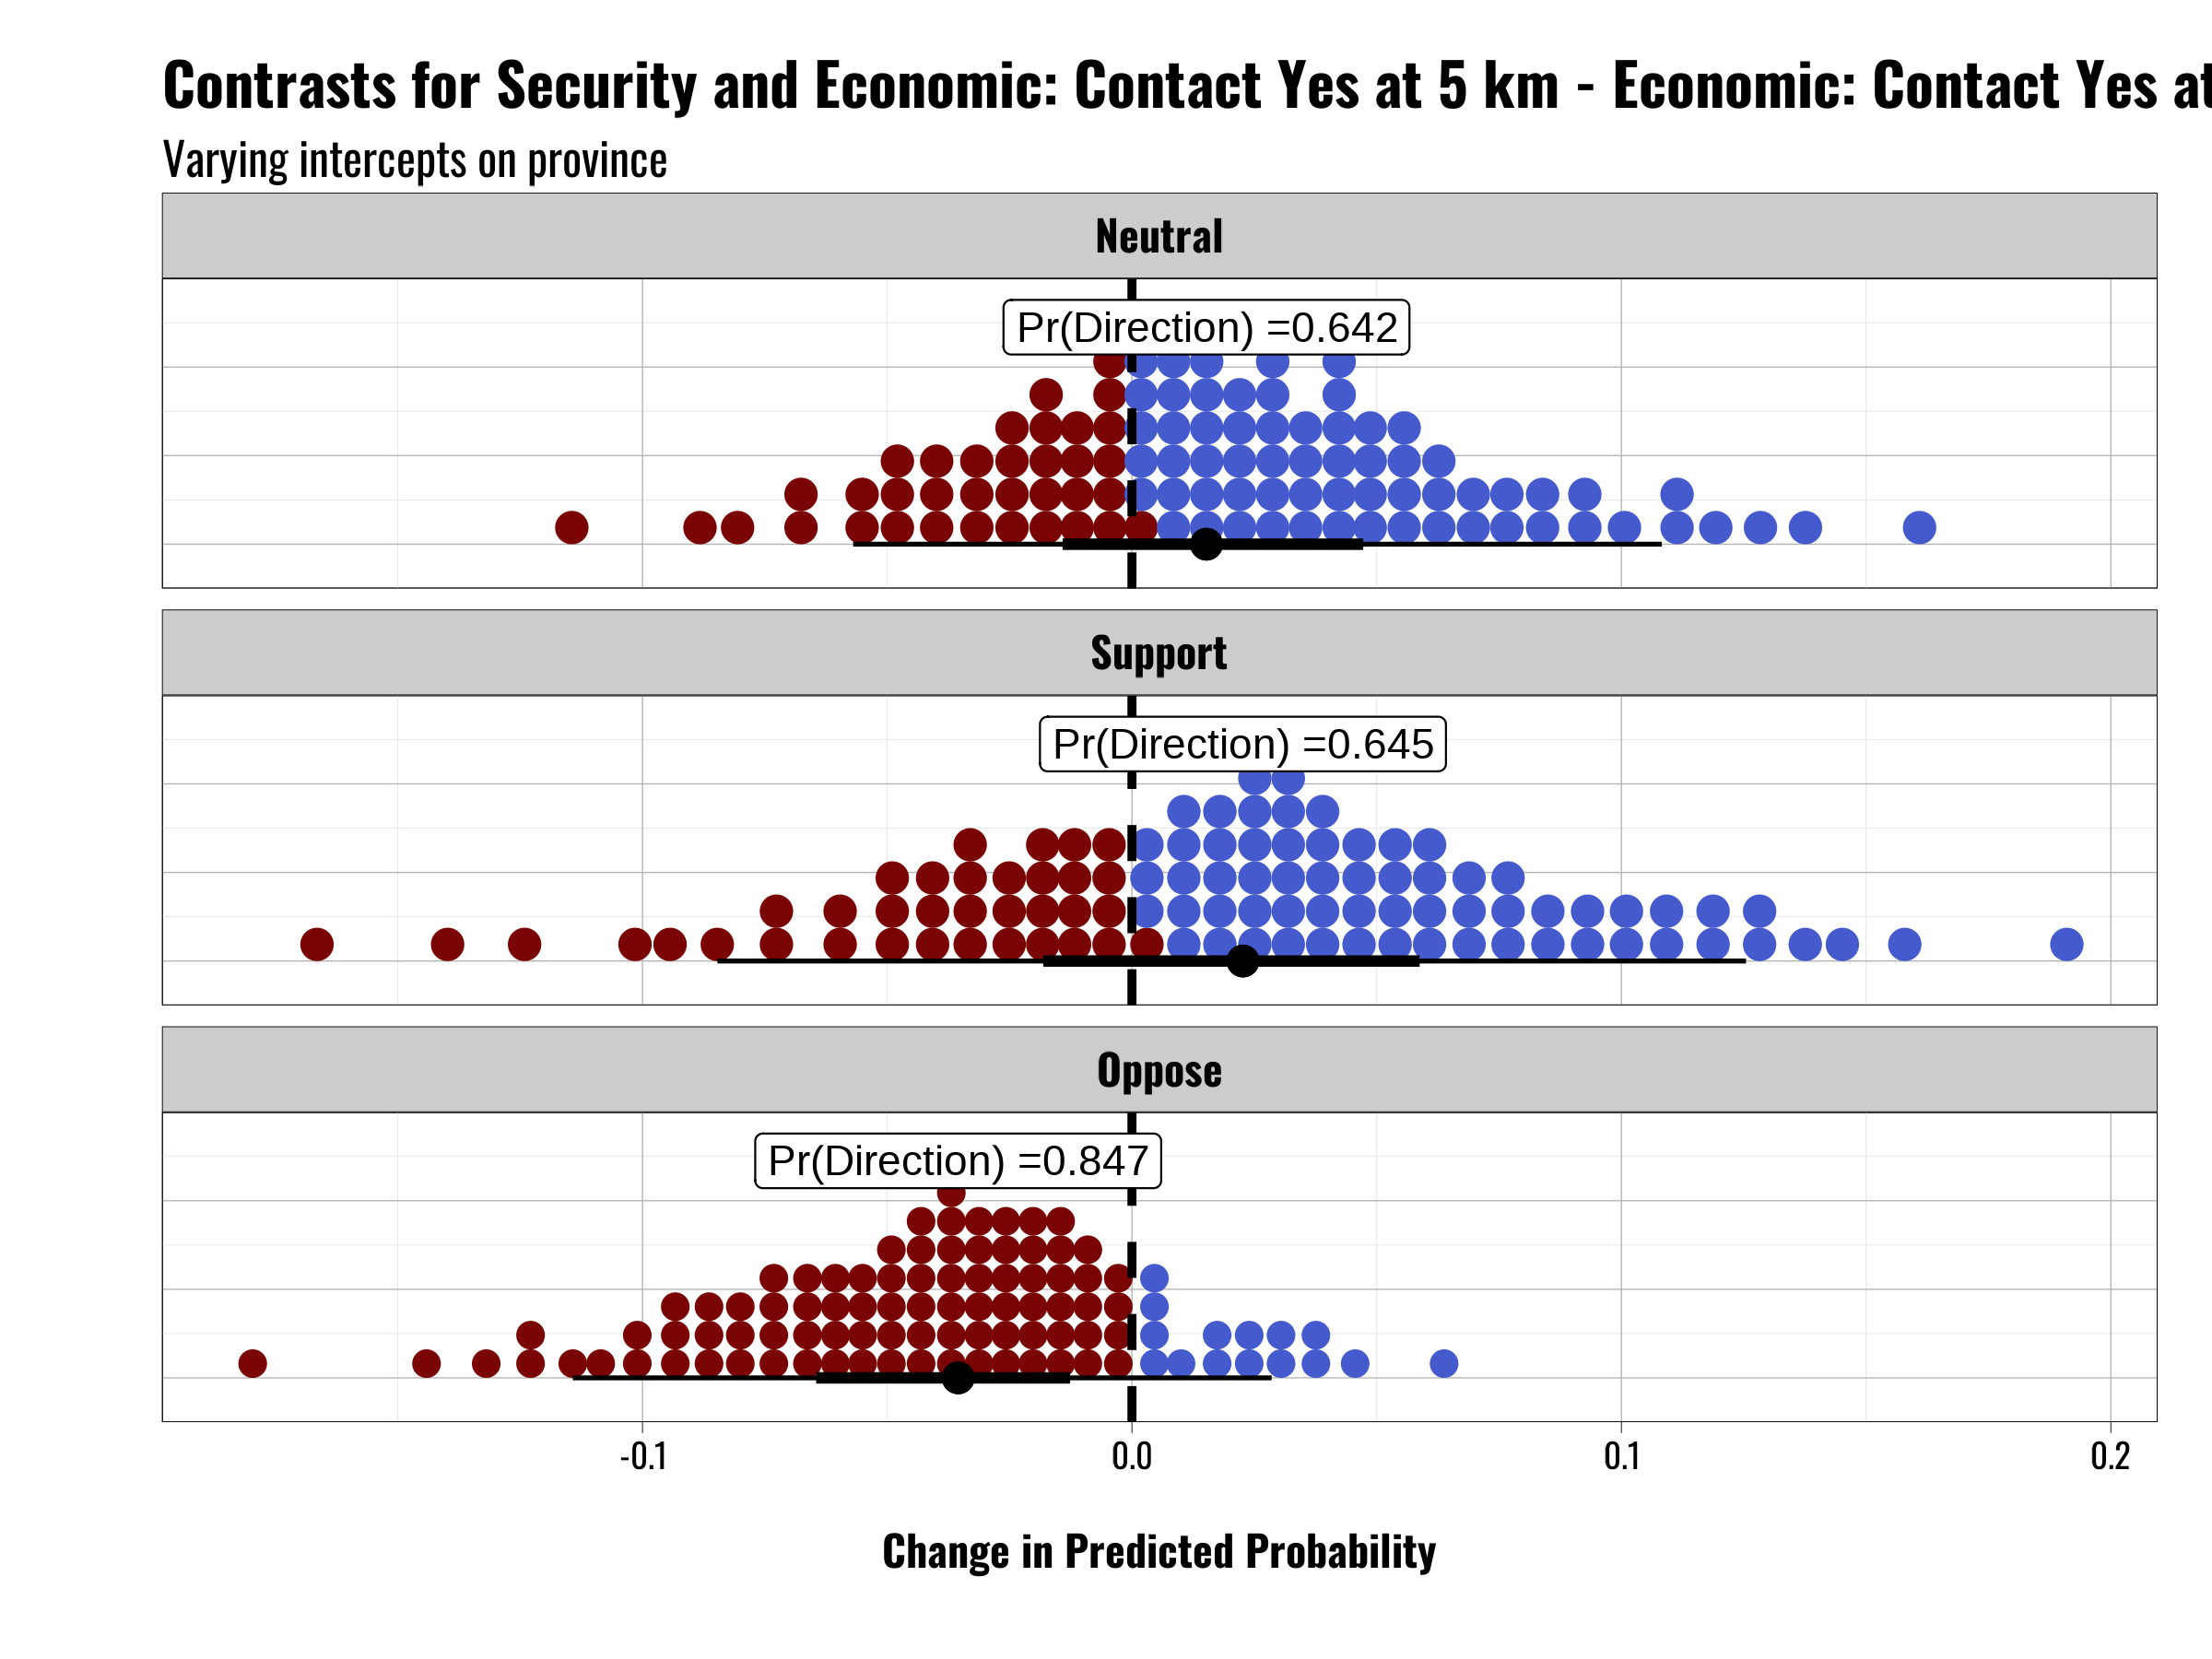 Contrasts for Security and Economic: Contact Yes at 5 km - Economic: Contact Yes at
Varying intercepts on province
Neutral
Pr(Direction) =0.642
Support
Pr(Direction) =0.645
Oppose
Pr(Direction) =0.847
-0.1 0.0 0.1 0.2
Change in Predicted Probability